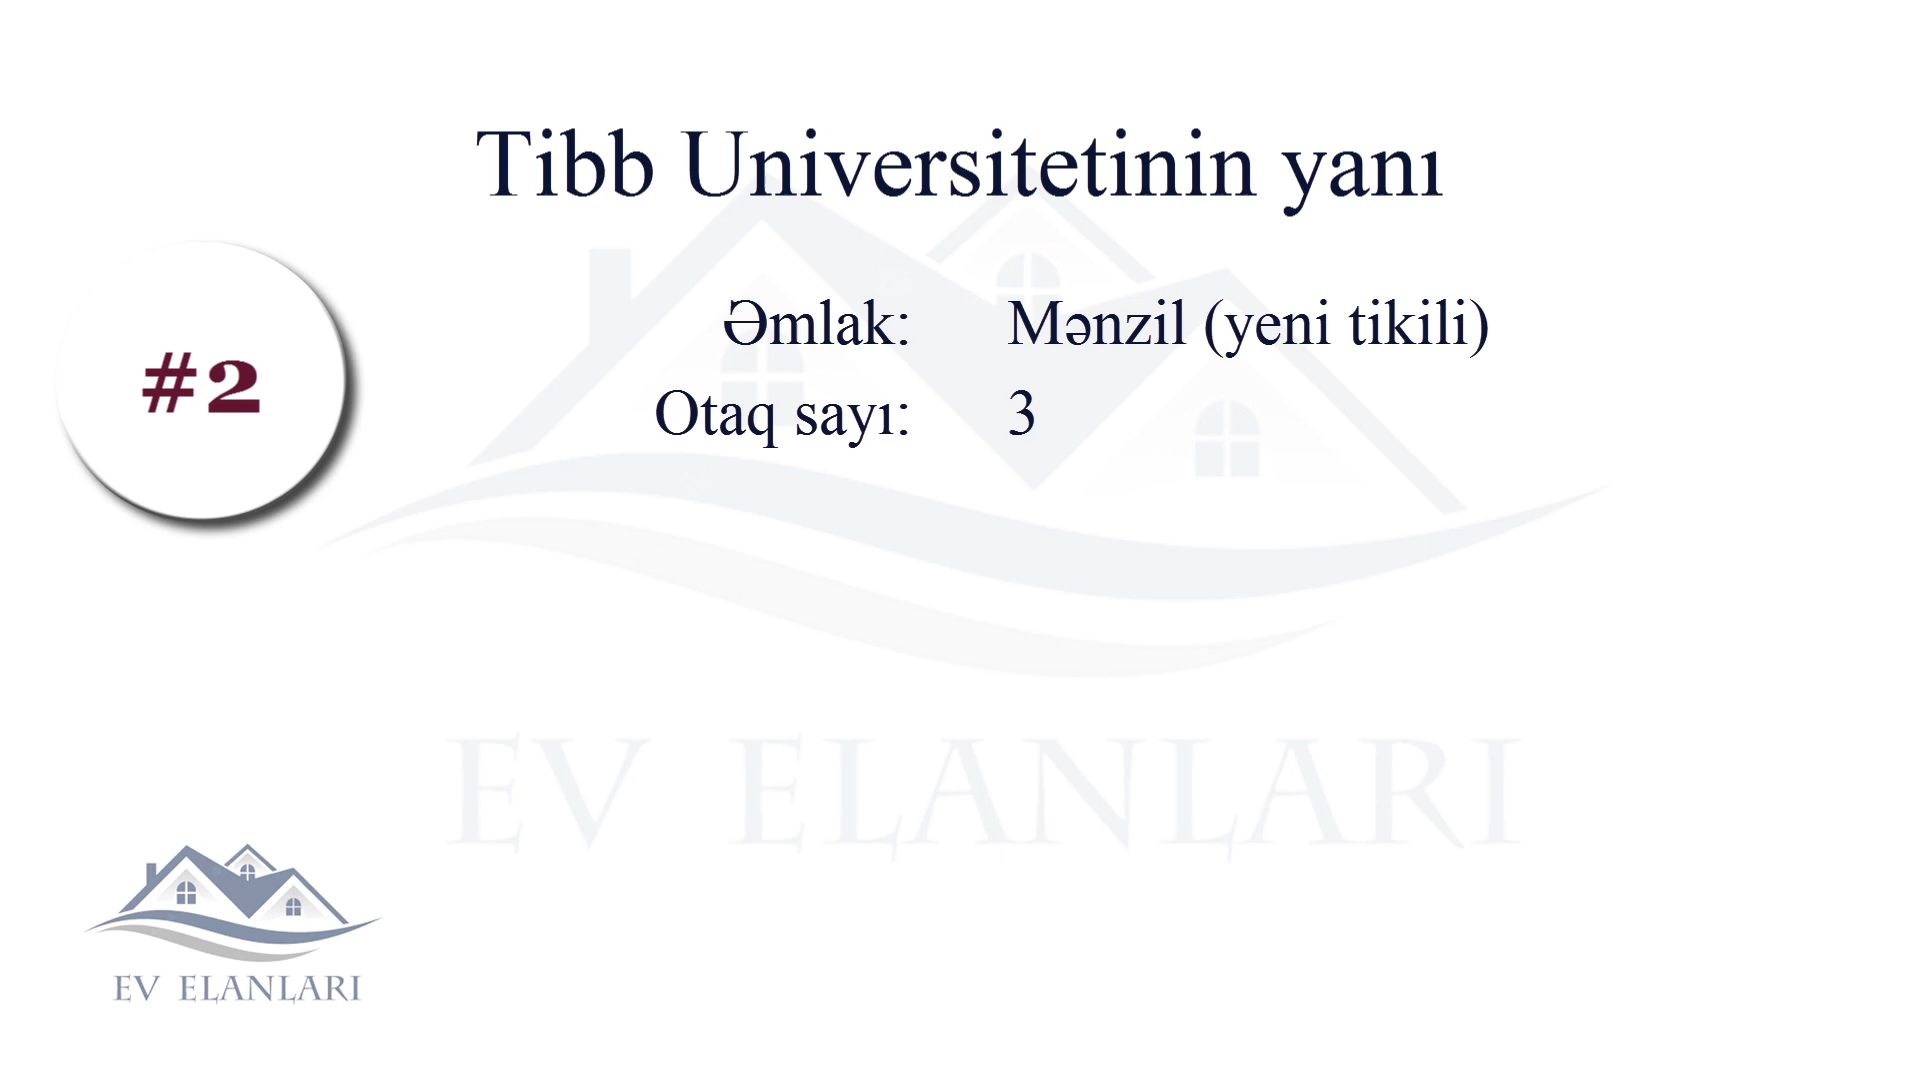 Tibb Universitetinin yanı
#2
Əmlak: Mənzil (yeni tikili)
Otaq sayı: 3
EV ELANLARI
EV ELANLARI